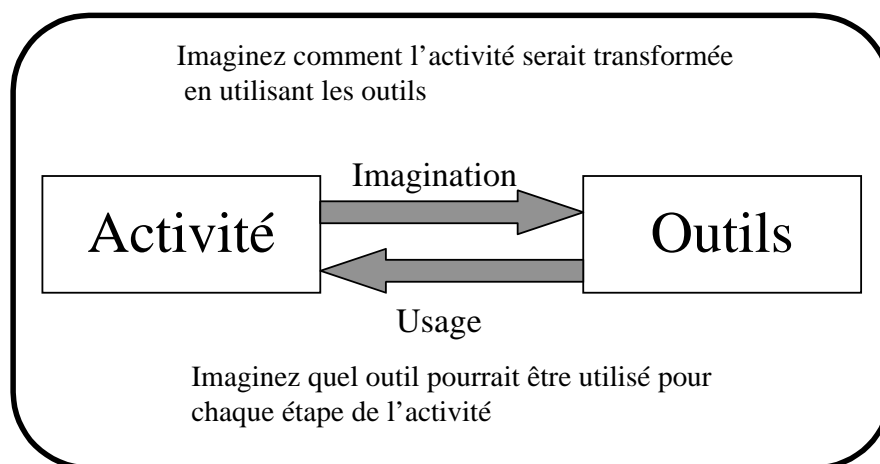 Imaginez comment l’activité serait transformée
en utilisant les outils
Imagination
Activité
Outils
Usage
Imaginez quel outil pourrait être utilisé pour
chaque étape de l’activité